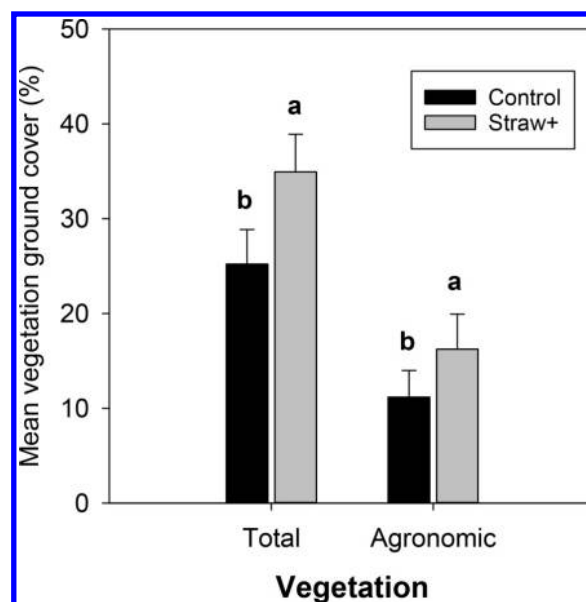 Mean vegetation ground cover (%)
50
40
30
20
10
0
Control
Straw+
b
a
b
a
Total
Agronomic
Vegetation